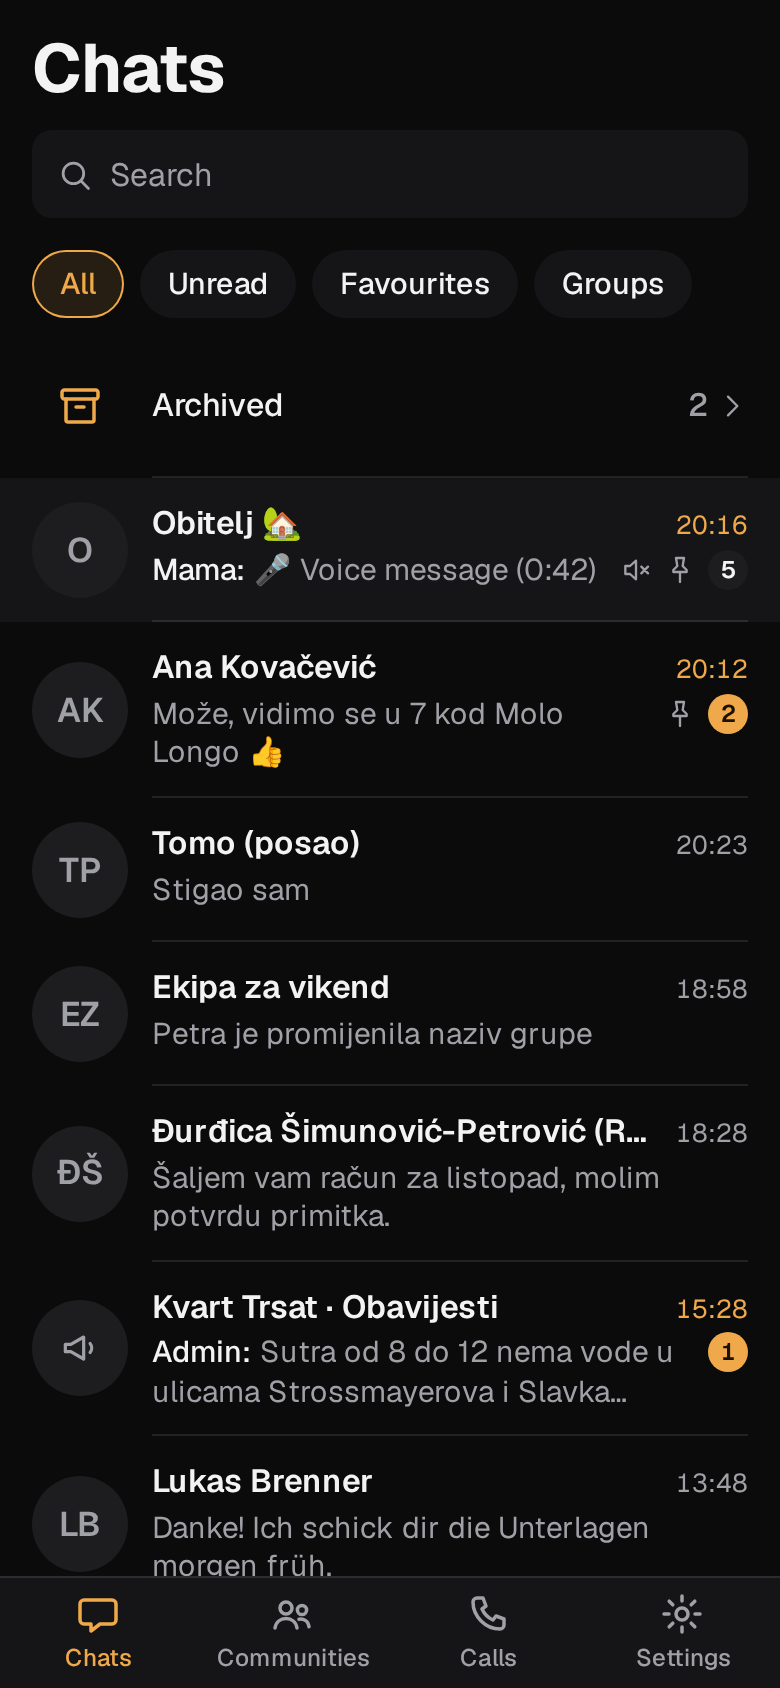 Chats
Search
All
Unread
Favourites
Groups
Archived
2
Obitelj 🏡
20:16
Mama: 🎤 Voice message (0:42)
5
AK
Ana Kovačević
20:12
Može, vidimo se u 7 kod Molo
Longo 👍
2
TP
Tomo (posao)
20:23
Stigao sam
EZ
Ekipa za vikend
18:58
Petra je promijenila naziv grupe
ĐŠ
Đurđica Šimunović-Petrović (R...
18:28
Šaljem vam račun za listopad, molim
potvrdu primitka.
Kvart Trsat · Obavijesti
15:28
Admin: Sutra od 8 do 12 nema vode u
ulicama Strossmayerova i Slavka...
1
LB
Lukas Brenner
13:48
Danke! Ich schick dir die Unterlagen
morgen früh.
Chats
Communities
Calls
Settings
O